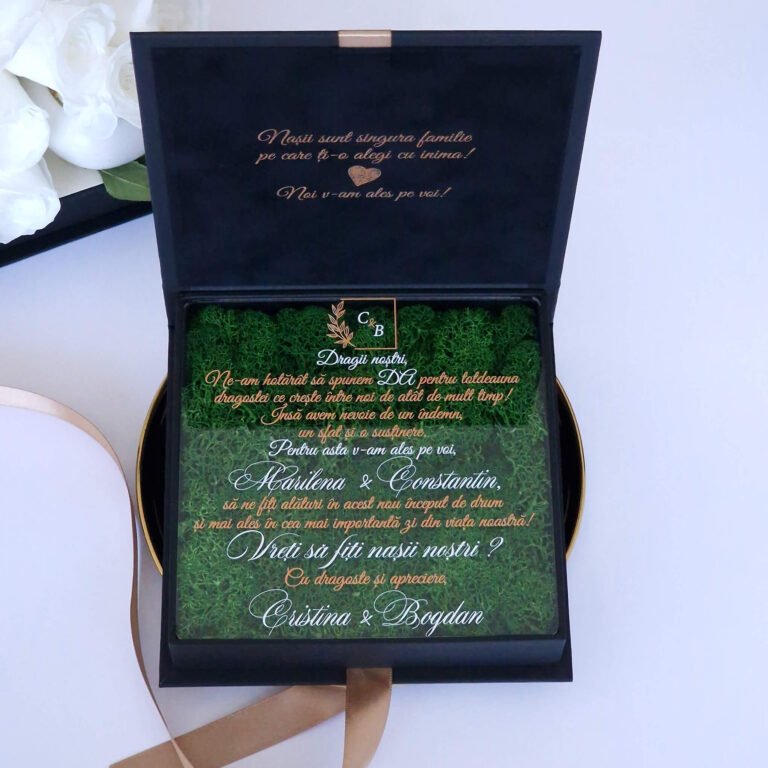 Nașii sunt singura familie
pe care ți-o alegi cu inima!
Noi v-am ales pe voi!
C&B
Dragii noștri,
Ne-am hotărât să spunem DA pentru totdeauna
dragostei ce crește între noi de atât de mult timp!
Însă avem nevoie de un îndemn,
un sfat și o susținere.
Pentru asta v-am ales pe voi,
Marilena & Constantin,
să ne fiți alături în acest nou început de drum
și mai ales în cea mai importantă zi din viața noastră!
Vreți să fiți nașii noștri ?
Cu dragoste și apreciere,
Cristina & Bogdan